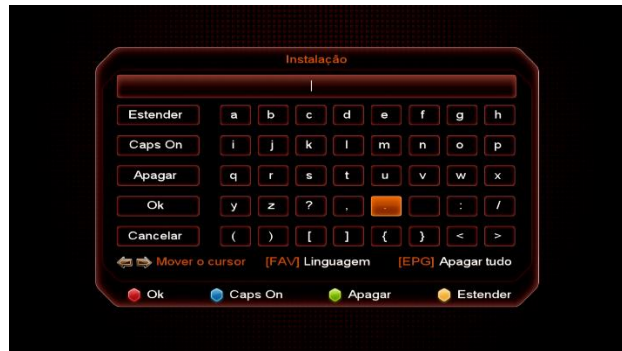 Instalação
Estender a b c d e f g h
Caps On i j k l m n o p
Apagar q r s t u v w x
Ok y z ? , . : /
Cancelar ( ) [ ] { } < >
Mover o cursor [FAV] Linguagem [EPG] Apagar tudo
Ok Caps On Apagar Estender